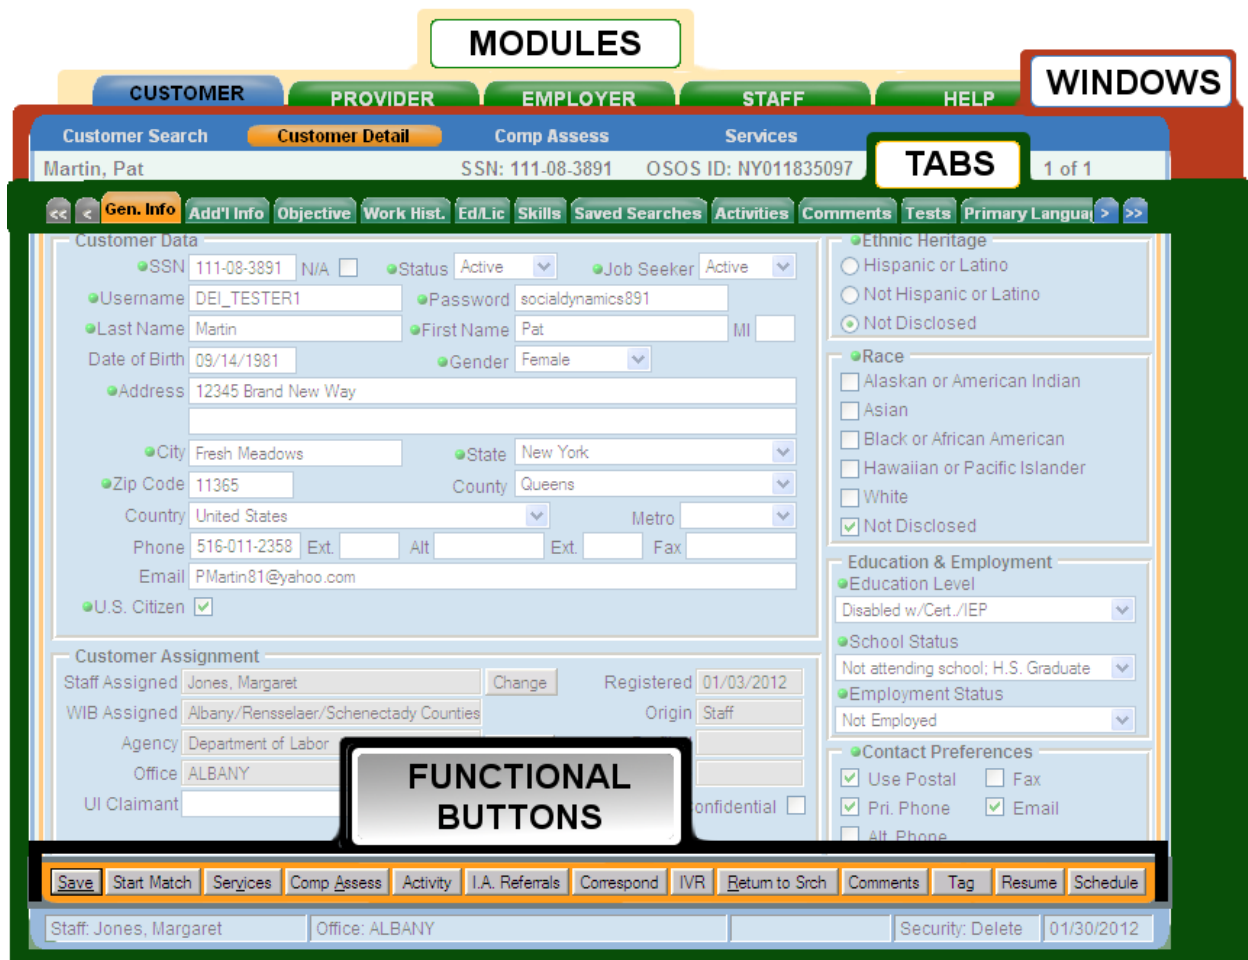 MODULES
WINDOWS
CUSTOMER PROVIDER EMPLOYER STAFF HELP
Customer Search Customer Detail Comp Assess Services
TABS
Martin, Pat SSN: 111-08-3891 OSOS ID: NY011835097 1 of 1
<< < Gen. Info Add'l Info Objective Work Hist. Ed/Lic Skills Saved Searches Activities Comments Tests Primary Langua > >>
Customer Data
SSN 111-08-3891 N/A Status Active Job Seeker Active
Username DEI_TESTER1 Password socialdynamics891
Last Name Martin First Name Pat MI
Date of Birth 09/14/1981 Gender Female
Address 12345 Brand New Way
City Fresh Meadows State New York
Zip Code 11365 County Queens
Country United States Metro
Phone 516-011-2358 Ext. Alt Ext. Fax
Email PMartin81@yahoo.com
U.S. Citizen
Ethnic Heritage
Hispanic or Latino
Not Hispanic or Latino
Not Disclosed
Race
Alaskan or American Indian
Asian
Black or African American
Hawaiian or Pacific Islander
White
Not Disclosed
Education & Employment
Education Level
Disabled w/Cert./IEP
School Status
Not attending school; H.S. Graduate
Employment Status
Not Employed
Contact Preferences
Use Postal Fax
Pri. Phone Email
Alt. Phone
Customer Assignment
Staff Assigned Jones, Margaret Change Registered 01/03/2012
WIB Assigned Albany/Rensselaer/Schenectady Counties Origin Staff
Agency Department of Labor
Office ALBANY
UI Claimant onfidential
FUNCTIONAL
BUTTONS
Save Start Match Services Comp Assess Activity I.A. Referrals Correspond IVR Return to Srch Comments Tag Resume Schedule
Staff: Jones, Margaret Office: ALBANY Security: Delete 01/30/2012